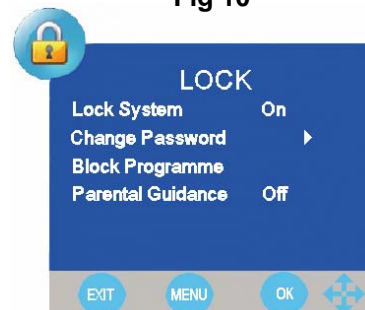 Fig 10
LOCK
Lock System On
Change Password
Block Programme
Parental Guidance Off
EXIT MENU OK